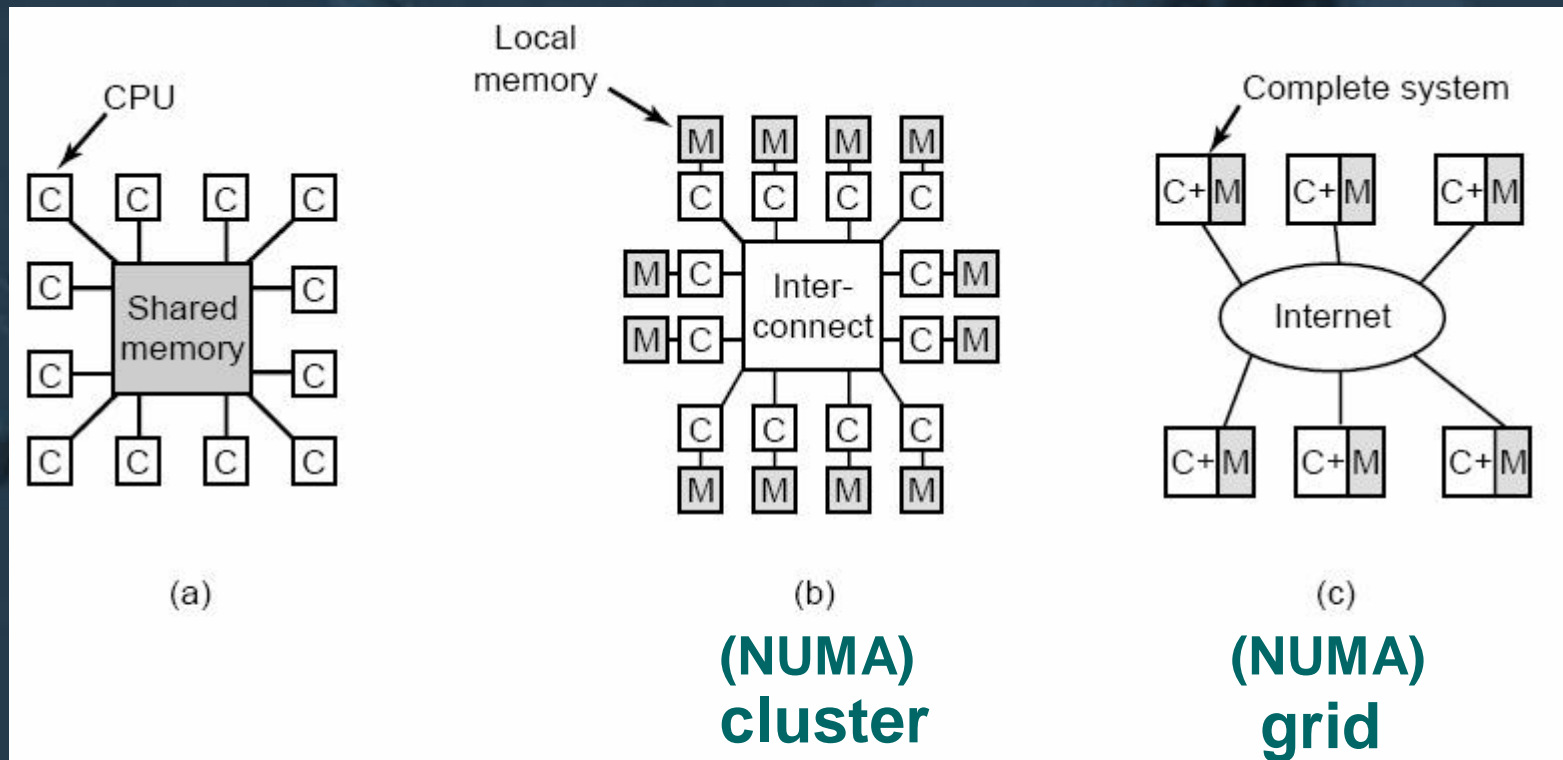 CPU
C C C C
C C
Shared
memory
C C
C C C C
(a)
Local
memory
M M M M
C C C C
M C C M
Inter-
connect
M C C M
C C C C
M M M M
(b)
(NUMA)
cluster
Complete system
C+ M C+ M C+ M
Internet
C+ M C+ M C+ M
(c)
(NUMA)
grid